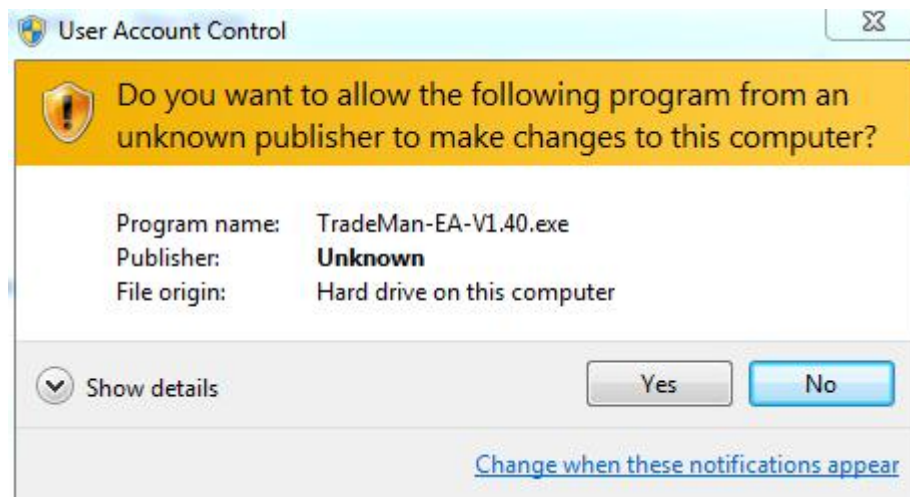 User Account Control
Do you want to allow the following program from an
unknown publisher to make changes to this computer?
Program name: TradeMan-EA-V1.40.exe
Publisher: Unknown
File origin: Hard drive on this computer
Show details
Yes No
Change when these notifications appear